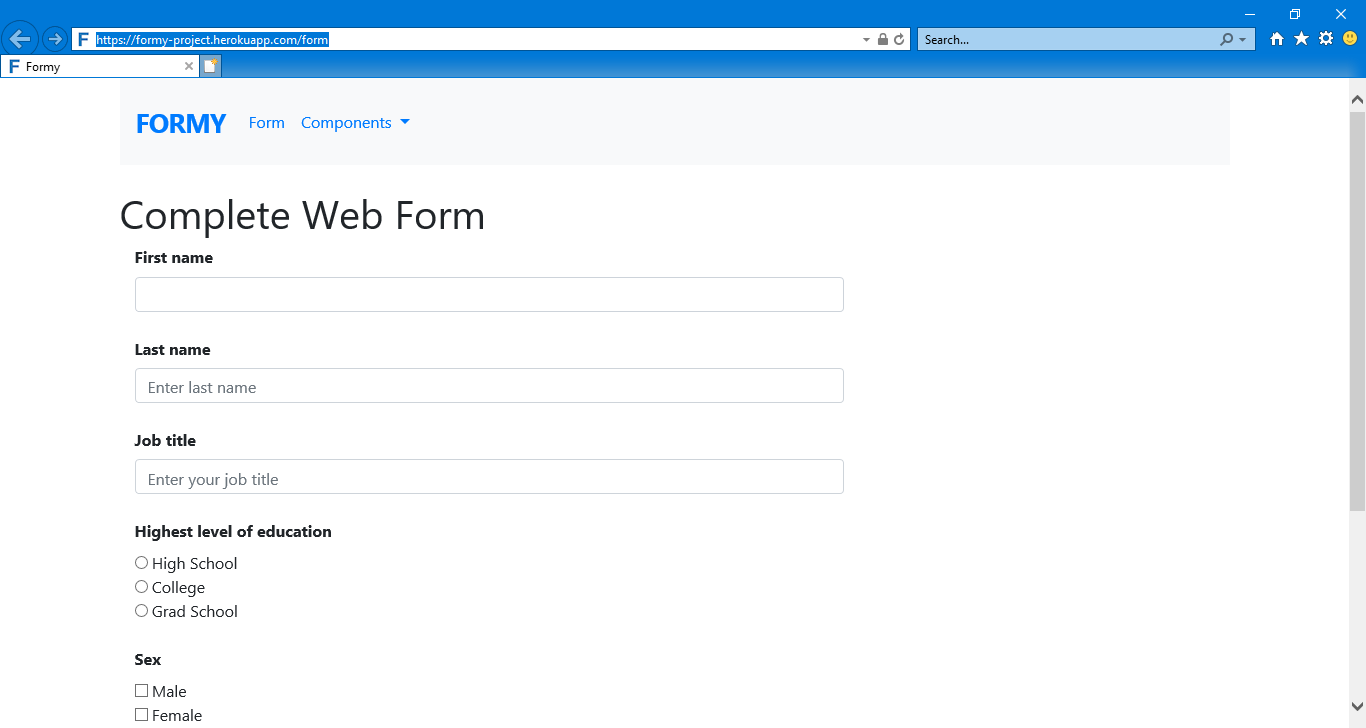 https://formy-project.herokuapp.com/form
Search...
Formy
FORMY Form Components
Complete Web Form
First name
Last name
Enter last name
Job title
Enter your job title
Highest level of education
High School
College
Grad School
Sex
Male
Female